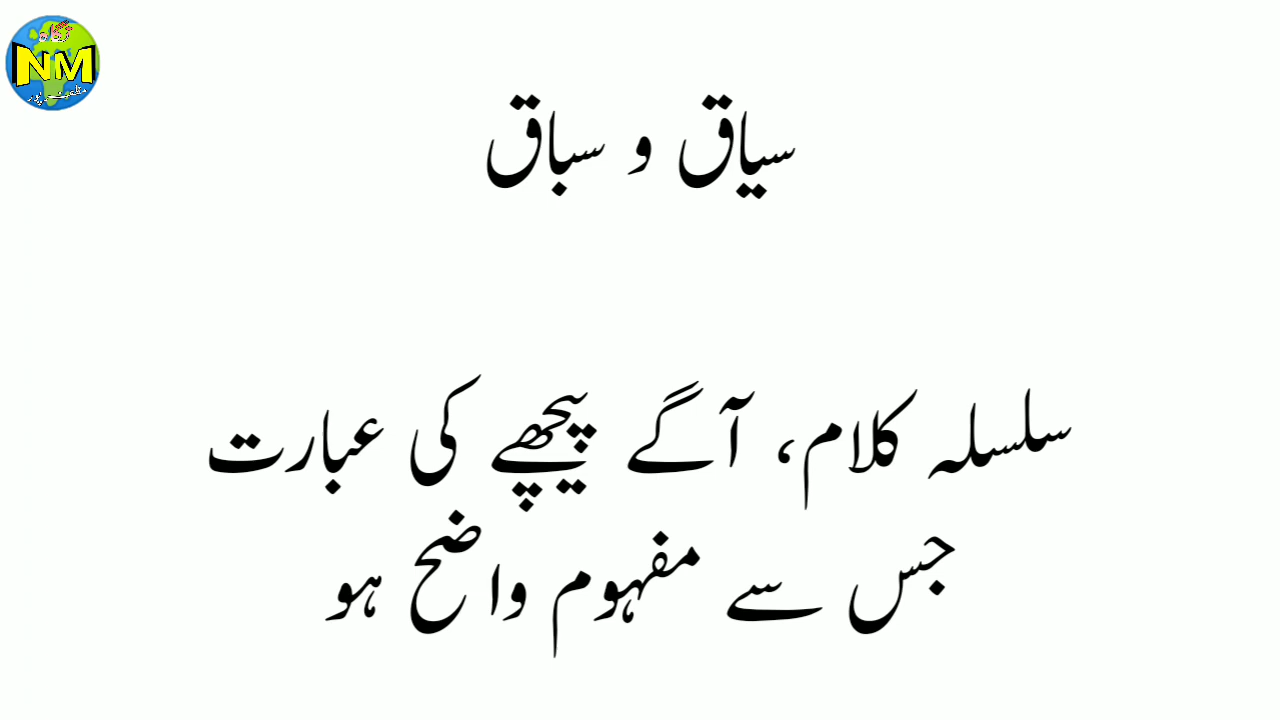 NM
سیاق و سباق
سلسلہ کلام، آگے پیچھے کی عبارت
جس سے مفہوم واضح ہو